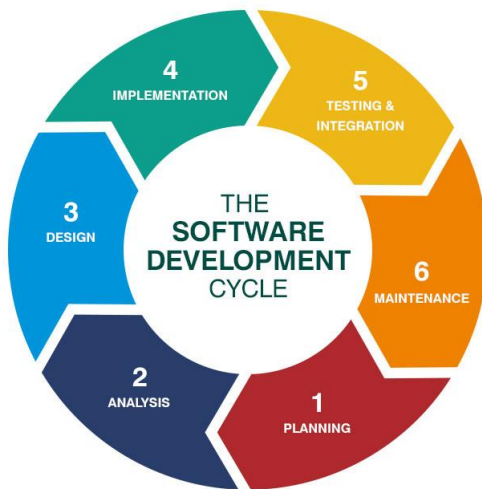 THE
SOFTWARE
DEVELOPMENT
CYCLE
1
PLANNING
2
ANALYSIS
3
DESIGN
4
IMPLEMENTATION
5
TESTING &
INTEGRATION
6
MAINTENANCE